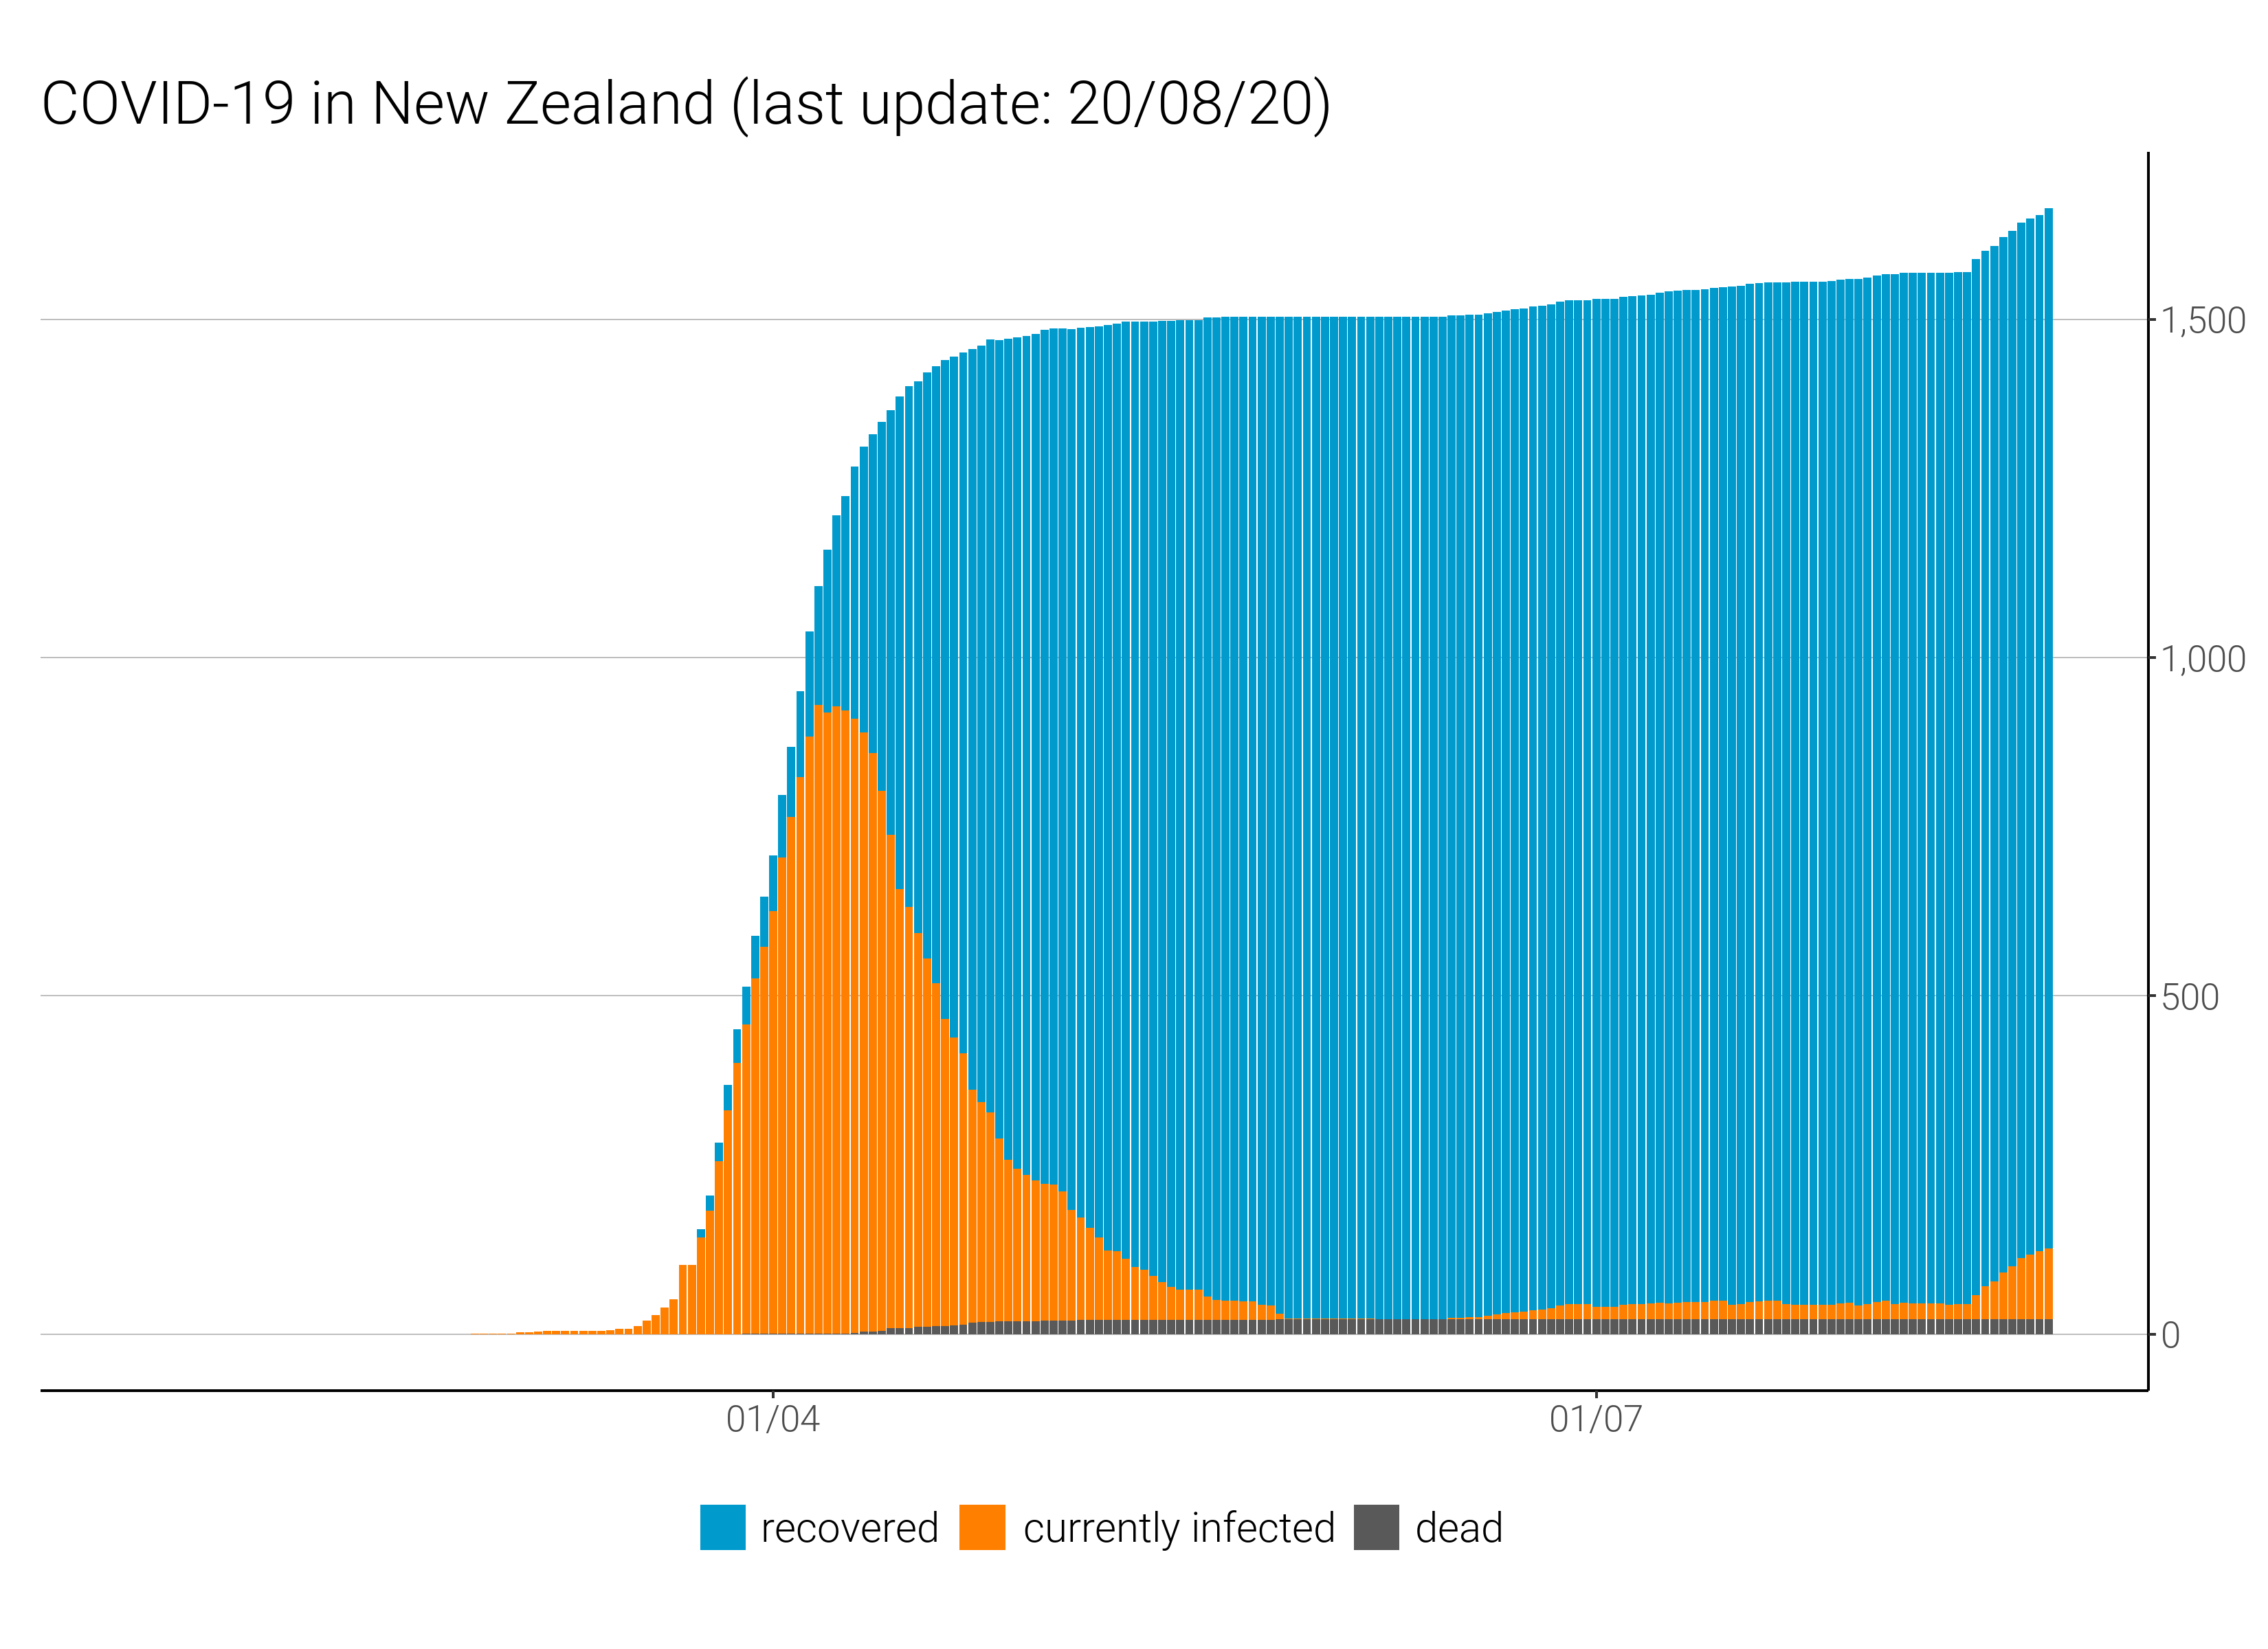 COVID-19 in New Zealand (last update: 20/08/20)
1,500
1,000
500
0
01/04 01/07
recovered currently infected dead